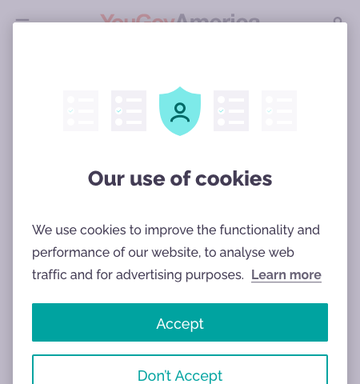 YouGovAmerica
Our use of cookies
We use cookies to improve the functionality and
performance of our website, to analyse web
traffic and for advertising purposes. Learn more
Accept
Don't Accept